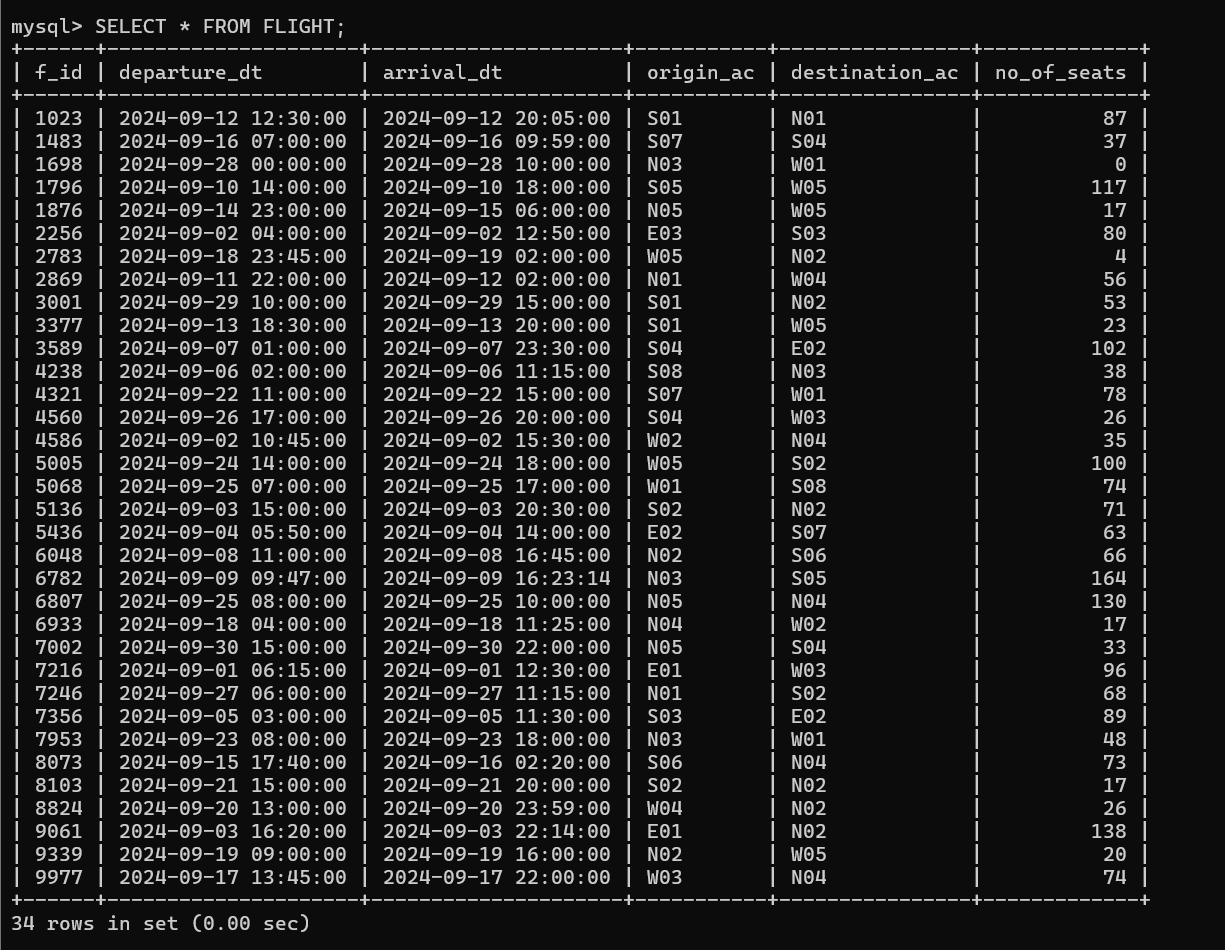 mysql> SELECT * FROM FLIGHT;
+------+---------------------+---------------------+-----------+----------------+-------------+
| f_id | departure_dt        | arrival_dt          | origin_ac | destination_ac | no_of_seats |
+------+---------------------+---------------------+-----------+----------------+-------------+
| 1023 | 2024-09-12 12:30:00 | 2024-09-12 20:05:00 | S01       | N01            |          87 |
| 1483 | 2024-09-16 07:00:00 | 2024-09-16 09:59:00 | S07       | S04            |          37 |
| 1698 | 2024-09-28 00:00:00 | 2024-09-28 10:00:00 | N03       | W01            |           0 |
| 1796 | 2024-09-10 14:00:00 | 2024-09-10 18:00:00 | S05       | W05            |         117 |
| 1876 | 2024-09-14 23:00:00 | 2024-09-15 06:00:00 | N05       | W05            |          17 |
| 2256 | 2024-09-02 04:00:00 | 2024-09-02 12:50:00 | E03       | S03            |          80 |
| 2783 | 2024-09-18 23:45:00 | 2024-09-19 02:00:00 | W05       | N02            |           4 |
| 2869 | 2024-09-11 22:00:00 | 2024-09-12 02:00:00 | N01       | W04            |          56 |
| 3001 | 2024-09-29 10:00:00 | 2024-09-29 15:00:00 | S01       | N02            |          53 |
| 3377 | 2024-09-13 18:30:00 | 2024-09-13 20:00:00 | S01       | W05            |          23 |
| 3589 | 2024-09-07 01:00:00 | 2024-09-07 23:30:00 | S04       | E02            |         102 |
| 4238 | 2024-09-06 02:00:00 | 2024-09-06 11:15:00 | S08       | N03            |          38 |
| 4321 | 2024-09-22 11:00:00 | 2024-09-22 15:00:00 | S07       | W01            |          78 |
| 4560 | 2024-09-26 17:00:00 | 2024-09-26 20:00:00 | S04       | W03            |          26 |
| 4586 | 2024-09-02 10:45:00 | 2024-09-02 15:30:00 | W02       | N04            |          35 |
| 5005 | 2024-09-24 14:00:00 | 2024-09-24 18:00:00 | W05       | S02            |         100 |
| 5068 | 2024-09-25 07:00:00 | 2024-09-25 17:00:00 | W01       | S08            |          74 |
| 5136 | 2024-09-03 15:00:00 | 2024-09-03 20:30:00 | S02       | N02            |          71 |
| 5436 | 2024-09-04 05:50:00 | 2024-09-04 14:00:00 | E02       | S07            |          63 |
| 6048 | 2024-09-08 11:00:00 | 2024-09-08 16:45:00 | N02       | S06            |          66 |
| 6782 | 2024-09-09 09:47:00 | 2024-09-09 16:23:14 | N03       | S05            |         164 |
| 6807 | 2024-09-25 08:00:00 | 2024-09-25 10:00:00 | N05       | N04            |         130 |
| 6933 | 2024-09-18 04:00:00 | 2024-09-18 11:25:00 | N04       | W02            |          17 |
| 7002 | 2024-09-30 15:00:00 | 2024-09-30 22:00:00 | N05       | S04            |          33 |
| 7216 | 2024-09-01 06:15:00 | 2024-09-01 12:30:00 | E01       | W03            |          96 |
| 7246 | 2024-09-27 06:00:00 | 2024-09-27 11:15:00 | N01       | S02            |          68 |
| 7356 | 2024-09-05 03:00:00 | 2024-09-05 11:30:00 | S03       | E02            |          89 |
| 7953 | 2024-09-23 08:00:00 | 2024-09-23 18:00:00 | N03       | W01            |          48 |
| 8073 | 2024-09-15 17:40:00 | 2024-09-16 02:20:00 | S06       | N04            |          73 |
| 8103 | 2024-09-21 15:00:00 | 2024-09-21 20:00:00 | S02       | N02            |          17 |
| 8824 | 2024-09-20 13:00:00 | 2024-09-20 23:59:00 | W04       | N02            |          26 |
| 9061 | 2024-09-03 16:20:00 | 2024-09-03 22:14:00 | E01       | N02            |         138 |
| 9339 | 2024-09-19 09:00:00 | 2024-09-19 16:00:00 | N02       | W05            |          20 |
| 9977 | 2024-09-17 13:45:00 | 2024-09-17 22:00:00 | W03       | N04            |          74 |
+------+---------------------+---------------------+-----------+----------------+-------------+
34 rows in set (0.00 sec)